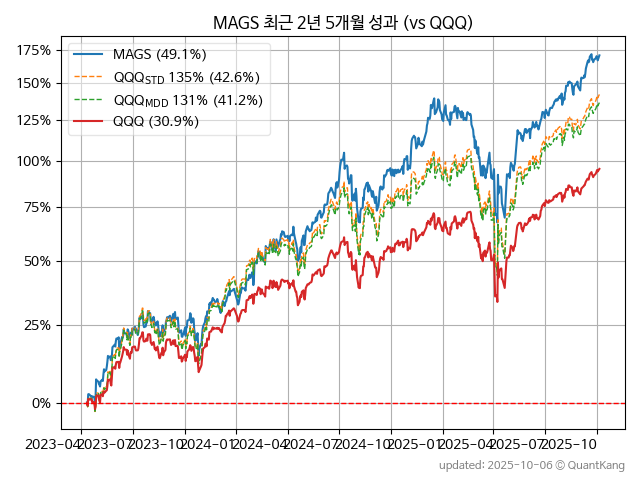 MAGS 최근 2년 5개월 성과 (vs QQQ)
MAGS (49.1%)
QQQSTD 135% (42.6%)
QQQMDD 131% (41.2%)
QQQ (30.9%)
175%
150%
125%
100%
75%
50%
25%
0%
2023-04 2023-07 2023-10 2024-01 2024-04 2024-07 2024-10 2025-01 2025-04 2025-07 2025-10
updated: 2025-10-06 © QuantKang